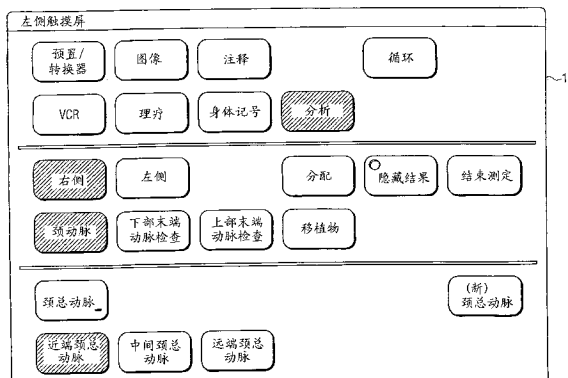 左侧触摸屏
预置/
转换器
图像
注释
循环
1
VCR
理疗
身体记号
分析
右侧
左侧
分配
隐藏结果
结束测定
颈动脉
下部末端
动脉检查
上部末端
动脉检查
移植物
颈总动脉
(新)
颈总动脉
近端颈总
动脉
中间颈总
动脉
远端颈总
动脉